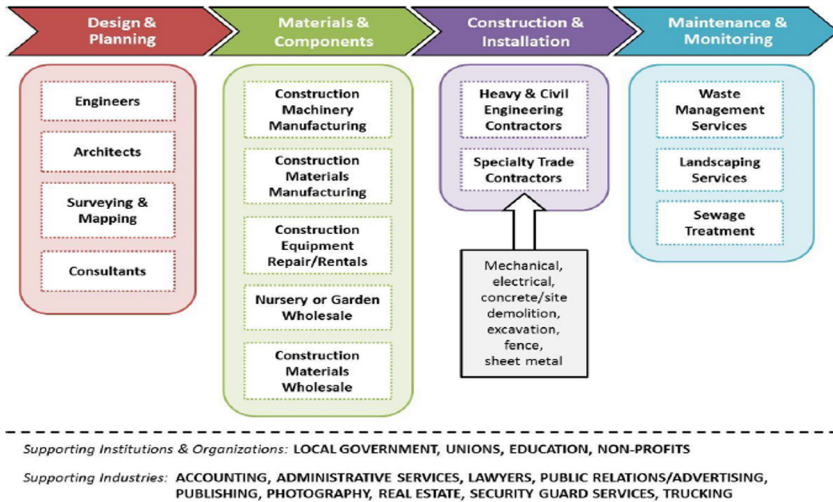 Design &
Planning
Materials &
Components
Construction &
Installation
Maintenance &
Monitoring
Engineers
Architects
Surveying &
Mapping
Consultants
Construction
Machinery
Manufacturing
Construction
Materials
Manufacturing
Construction
Equipment
Repair/Rentals
Nursery or Garden
Wholesale
Construction
Materials
Wholesale
Heavy & Civil
Engineering
Contractors
Specialty Trade
Contractors
Mechanical,
electrical,
concrete/site
demolition,
excavation,
fence,
sheet metal
Waste
Management
Services
Landscaping
Services
Sewage
Treatment
Supporting Institutions & Organizations: LOCAL GOVERNMENT, UNIONS, EDUCATION, NON-PROFITS
Supporting Industries: ACCOUNTING, ADMINISTRATIVE SERVICES, LAWYERS, PUBLIC RELATIONS/ADVERTISING,
PUBLISHING, PHOTOGRAPHY, REAL ESTATE, SECURITY GUARD SERVICES, TRUCKING